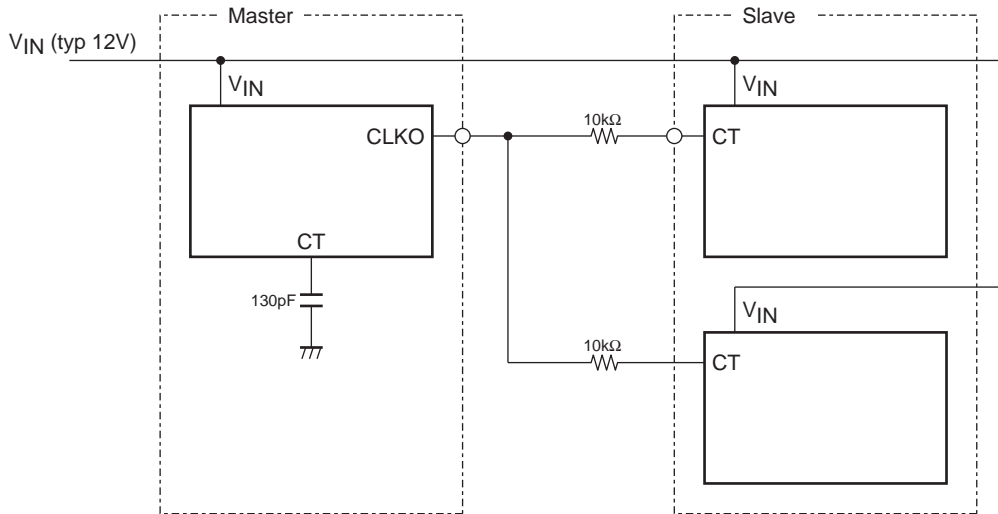 Master
Slave
VIN (typ 12V)
VIN
VIN
CLKO
10kΩ
CT
CT
130pF
VIN
10kΩ
CT